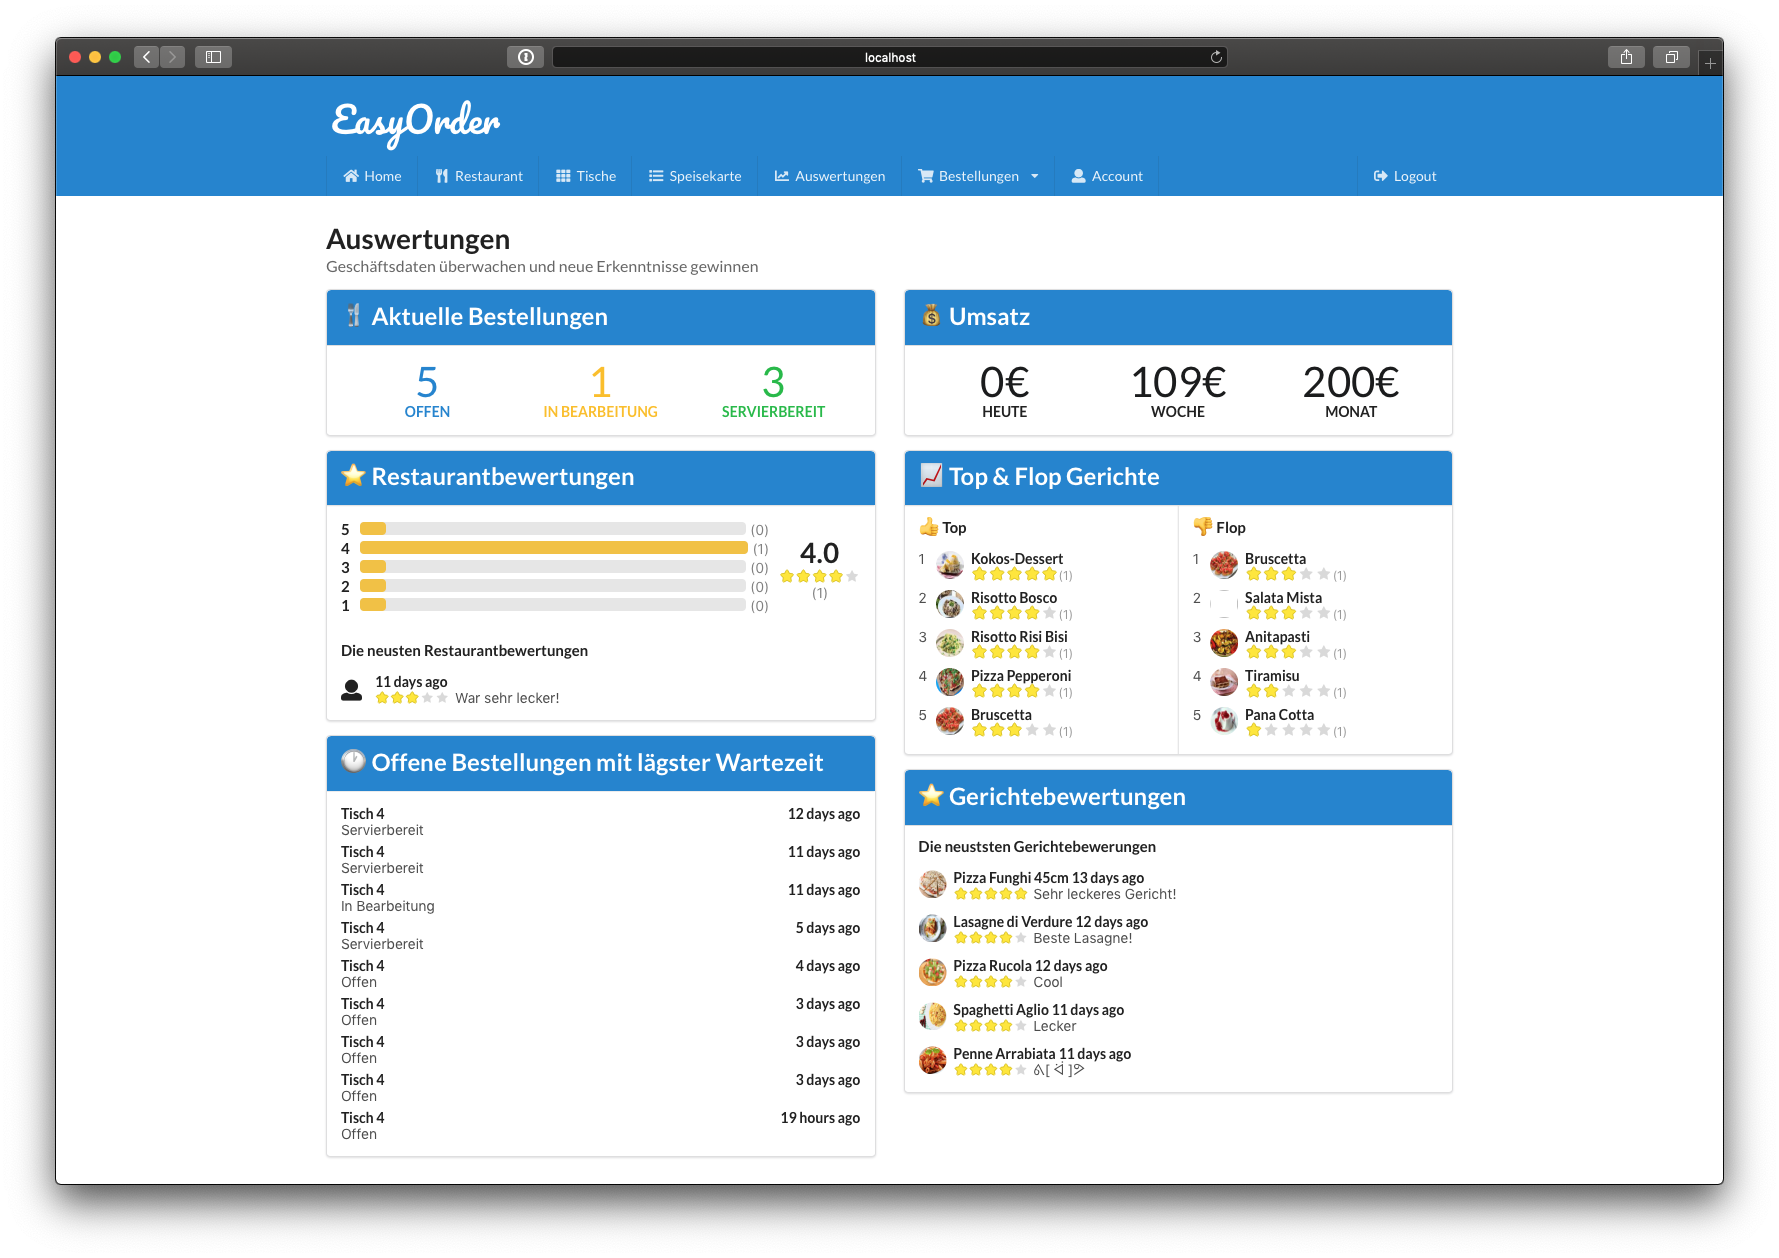 localhost
EasyOrder
Home Restaurant Tische Speisekarte Auswertungen Bestellungen Account Logout
Auswertungen
Geschäftsdaten überwachen und neue Erkenntnisse gewinnen
Aktuelle Bestellungen
5 1 3
OFFEN IN BEARBEITUNG SERVIERBEREIT
Umsatz
0€ 109€ 200€
HEUTE WOCHE MONAT
Restaurantbewertungen
5 (0)
4 (1)
3 (0)
2 (0)
1 (0)
4.0
(1)
Die neusten Restaurantbewertungen
11 days ago
War sehr lecker!
Top & Flop Gerichte
Top
1 Kokos-Dessert
(1)
2 Risotto Bosco
(1)
3 Risotto Risi Bisi
(1)
4 Pizza Pepperoni
(1)
5 Bruscetta
(1)
Flop
1 Bruscetta
(1)
2 Salata Mista
(1)
3 Anitapasti
(1)
4 Tiramisu
(1)
5 Pana Cotta
(1)
Offene Bestellungen mit lägster Wartezeit
Tisch 4 12 days ago
Servierbereit
Tisch 4 11 days ago
Servierbereit
Tisch 4 11 days ago
In Bearbeitung
Tisch 4 5 days ago
Servierbereit
Tisch 4 4 days ago
Offen
Tisch 4 3 days ago
Offen
Tisch 4 3 days ago
Offen
Tisch 4 3 days ago
Offen
Tisch 4 19 hours ago
Offen
Gerichtebewertungen
Die neuststen Gerichtebewerungen
Pizza Funghi 45cm 13 days ago
Sehr leckeres Gericht!
Lasagne di Verdure 12 days ago
Beste Lasagne!
Pizza Rucola 12 days ago
Cool
Spaghetti Aglio 11 days ago
Lecker
Penne Arrabiata 11 days ago